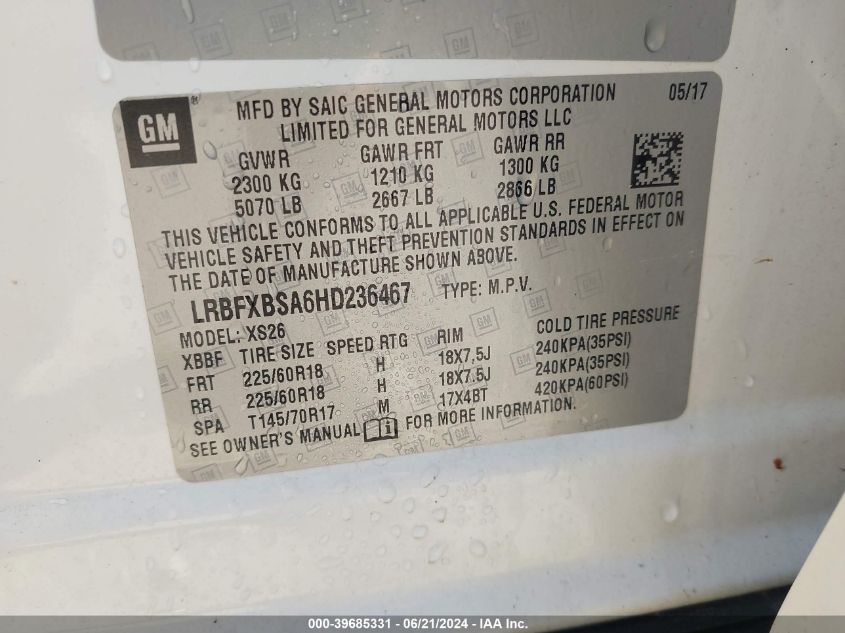 GM ® MFD BY SAIC GENERAL MOTORS CORPORATION 05/17
LIMITED FOR GENERAL MOTORS LLC
GVWR GAWR FRT GAWR RR
2300 KG 1210 KG 1300 KG
5070 LB 2667 LB 2866 LB
THIS VEHICLE CONFORMS TO ALL APPLICABLE U.S. FEDERAL MOTOR
VEHICLE SAFETY AND THEFT PREVENTION STANDARDS IN EFFECT ON
THE DATE OF MANUFACTURE SHOWN ABOVE.
LRBFXBSA6HD236467 TYPE: M.P.V.
MODEL: XS26
XBBF TIRE SIZE SPEED RTG RIM COLD TIRE PRESSURE
FRT 225/60R18 H 18X7.5J 240KPA(35PSI)
RR 225/60R18 H 18X7.5J 240KPA(35PSI)
SPA T145/70R17 M 17X4BT 420KPA(60PSI)
SEE OWNER'S MANUAL FOR MORE INFORMATION.
000-39685331 - 06/21/2024 - IAA Inc.